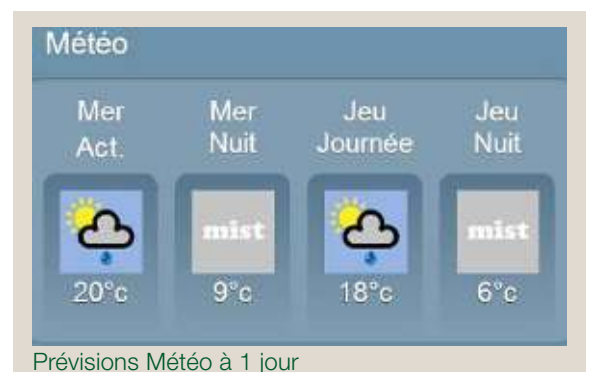 Météo
Mer Mer Jeu Jeu
Act. Nuit Journée Nuit
mist mist
20°c 9°c 18°c 6°c
Prévisions Météo à 1 jour